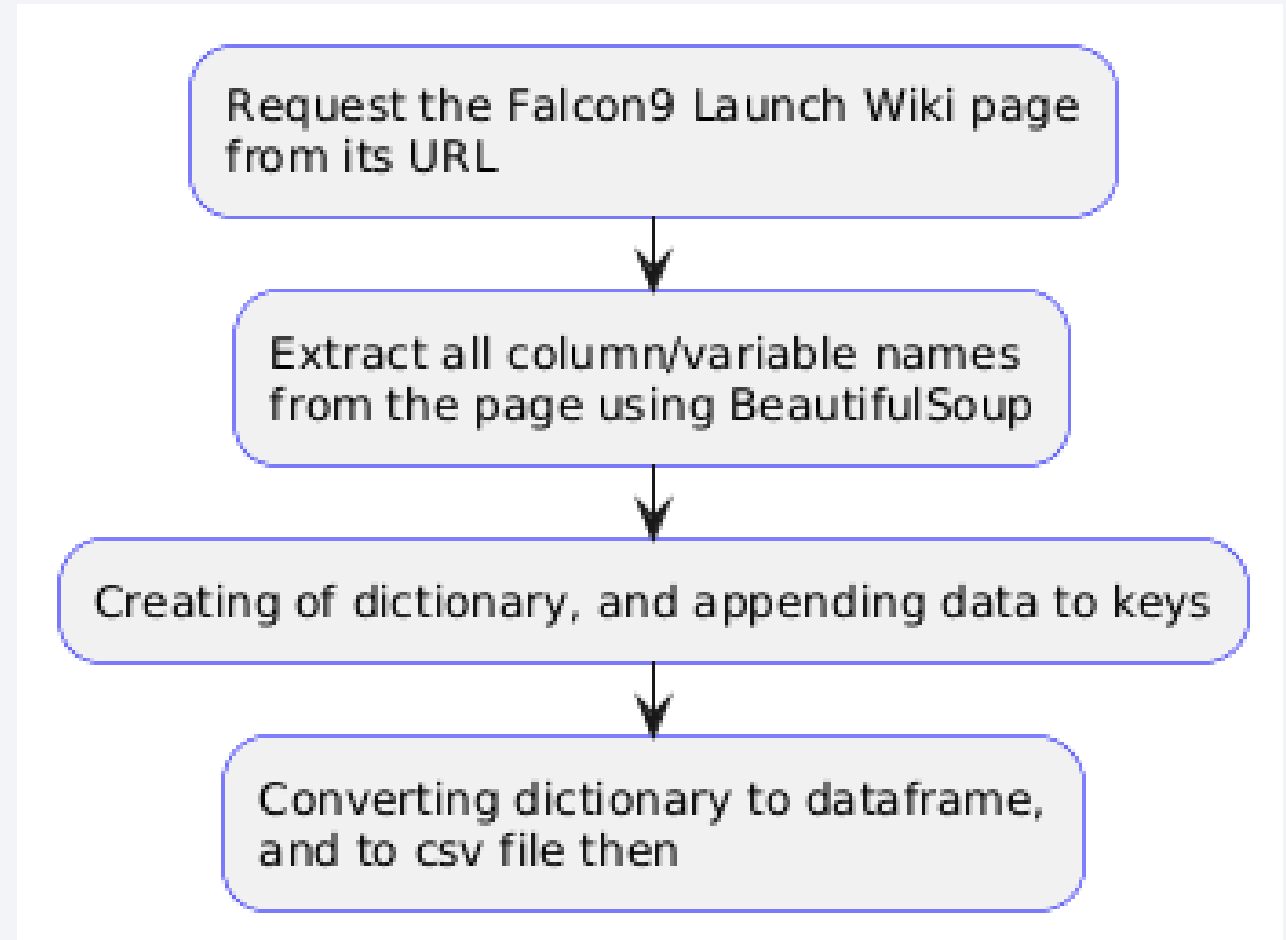 Request the Falcon9 Launch Wiki page
from its URL
Extract all column/variable names
from the page using BeautifulSoup
Creating of dictionary, and appending data to keys
Converting dictionary to dataframe,
and to csv file then